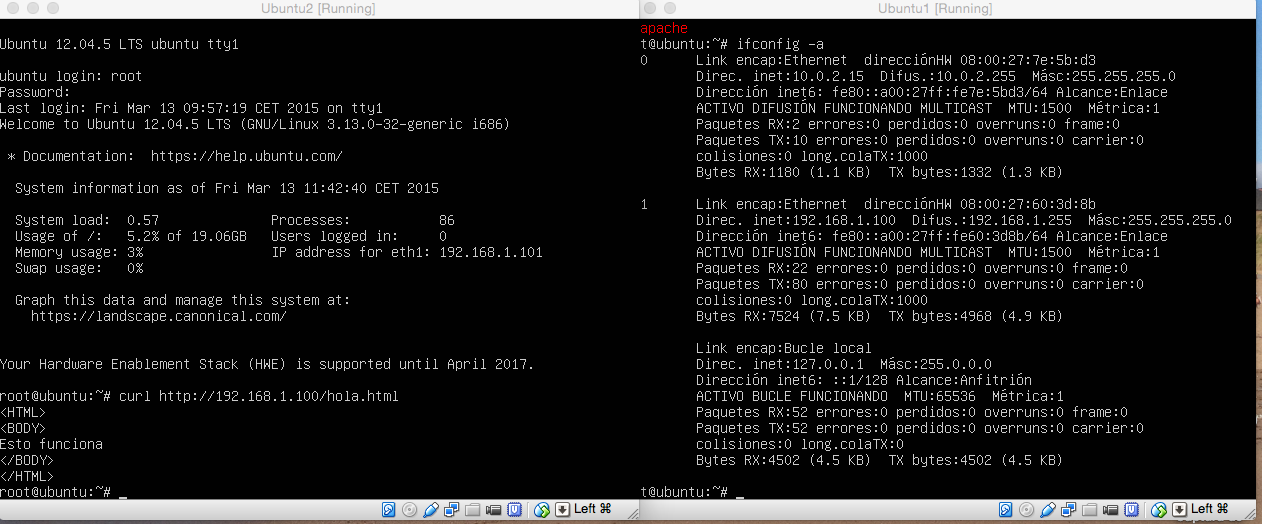 Ubuntu2 [Running]
Ubuntu 12.04.5 LTS ubuntu tty1
ubuntu login: root
Password:
Last login: Fri Mar 13 09:57:19 CET 2015 on tty1
Welcome to Ubuntu 12.04.5 LTS (GNU/Linux 3.13.0-32-generic i686)
* Documentation:  https://help.ubuntu.com/
System information as of Fri Mar 13 11:42:40 CET 2015
System load:  0.57              Processes:           86
Usage of /:   5.2% of 19.06GB   Users logged in:     0
Memory usage: 3%                IP address for eth1: 192.168.1.101
Swap usage:   0%
Graph this data and manage this system at:
https://landscape.canonical.com/
Your Hardware Enablement Stack (HWE) is supported until April 2017.
root@ubuntu:~# curl http://192.168.1.100/hola.html
<HTML>
<BODY>
Esto funciona
</BODY>
</HTML>
root@ubuntu:~# _
Left ⌘
Ubuntu1 [Running]
apache
t@ubuntu:~# ifconfig -a
0      Link encap:Ethernet  direcciónHW 08:00:27:7e:5b:d3
Direc. inet:10.0.2.15  Difus.:10.0.2.255  Másc:255.255.255.0
Dirección inet6: fe80::a00:27ff:fe7e:5bd3/64 Alcance:Enlace
ACTIVO DIFUSIÓN FUNCIONANDO MULTICAST  MTU:1500  Métrica:1
Paquetes RX:2 errores:0 perdidos:0 overruns:0 frame:0
Paquetes TX:10 errores:0 perdidos:0 overruns:0 carrier:0
colisiones:0 long.colaTX:1000
Bytes RX:1180 (1.1 KB)  TX bytes:1332 (1.3 KB)
1      Link encap:Ethernet  direcciónHW 08:00:27:60:3d:8b
Direc. inet:192.168.1.100  Difus.:192.168.1.255  Másc:255.255.255.0
Dirección inet6: fe80::a00:27ff:fe60:3d8b/64 Alcance:Enlace
ACTIVO DIFUSIÓN FUNCIONANDO MULTICAST  MTU:1500  Métrica:1
Paquetes RX:22 errores:0 perdidos:0 overruns:0 frame:0
Paquetes TX:80 errores:0 perdidos:0 overruns:0 carrier:0
colisiones:0 long.colaTX:1000
Bytes RX:7524 (7.5 KB)  TX bytes:4968 (4.9 KB)
Link encap:Bucle local
Direc. inet:127.0.0.1  Másc:255.0.0.0
Dirección inet6: ::1/128 Alcance:Anfitrión
ACTIVO BUCLE FUNCIONANDO  MTU:65536  Métrica:1
Paquetes RX:52 errores:0 perdidos:0 overruns:0 frame:0
Paquetes TX:52 errores:0 perdidos:0 overruns:0 carrier:0
colisiones:0 long.colaTX:0
Bytes RX:4502 (4.5 KB)  TX bytes:4502 (4.5 KB)
t@ubuntu:~# _
Left ⌘